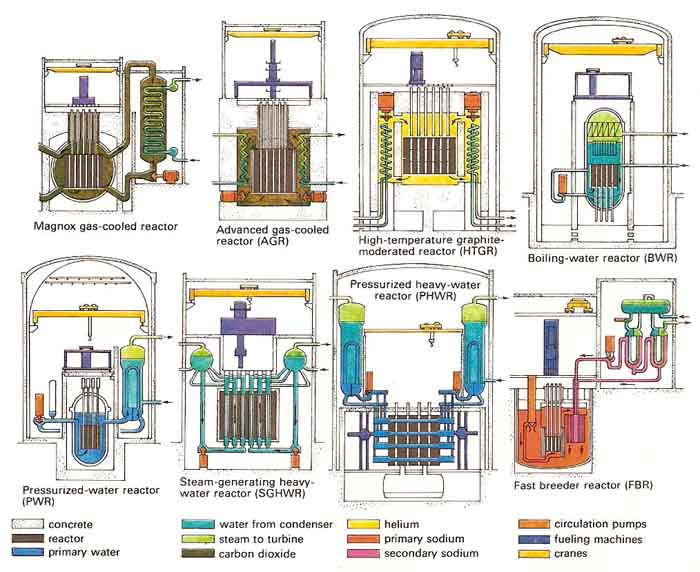 Magnox gas-cooled reactor
Advanced gas-cooled
reactor (AGR)
High-temperature graphite-
moderated reactor (HTGR)
Boiling-water reactor (BWR)
Pressurized-water reactor
(PWR)
Steam-generating heavy-
water reactor (SGHWR)
Pressurized heavy-water
reactor (PHWR)
Fast breeder reactor (FBR)
concrete
reactor
primary water
water from condenser
steam to turbine
carbon dioxide
helium
primary sodium
secondary sodium
circulation pumps
fueling machines
cranes